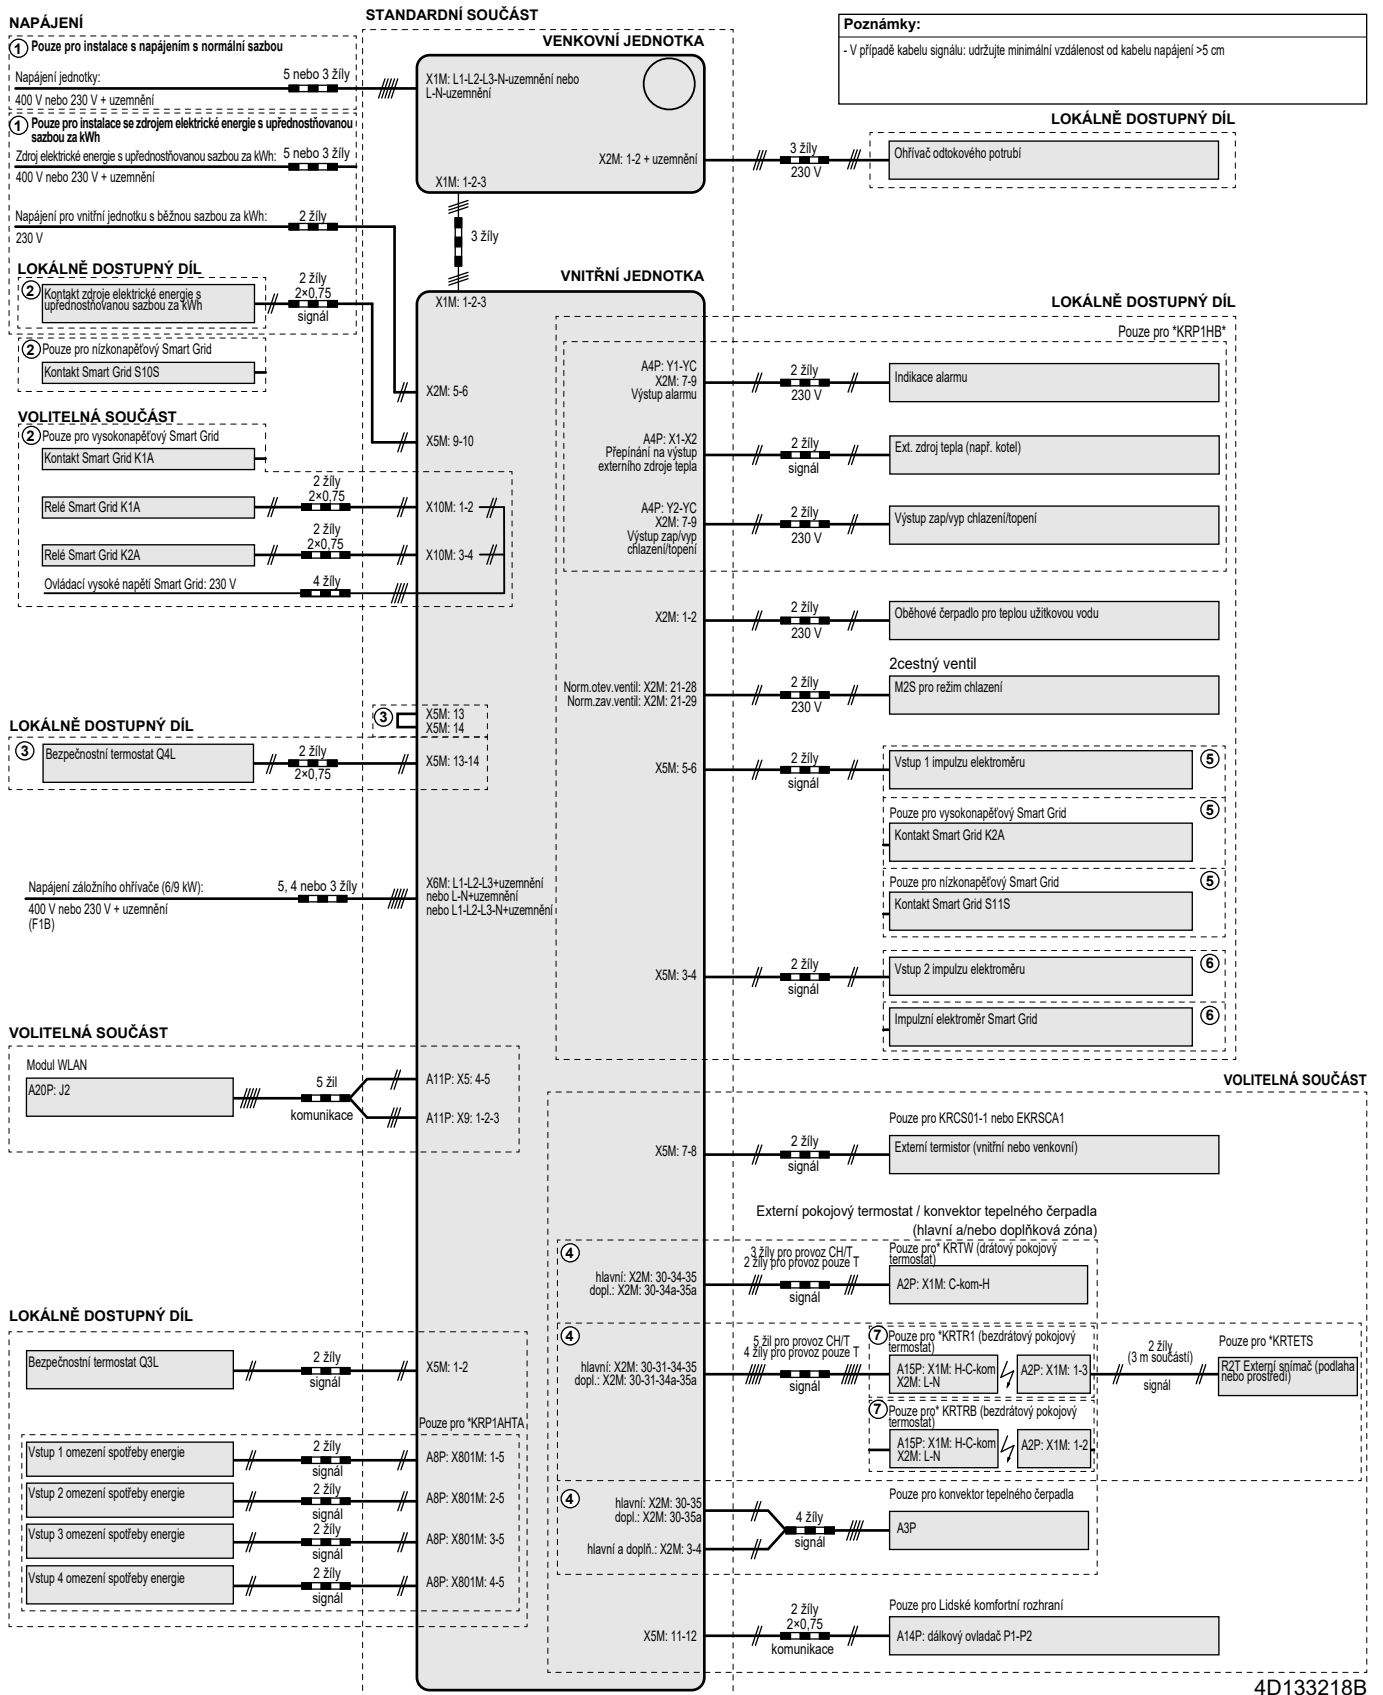 NAPÁJENÍ
① Pouze pro instalace s napájením s normální sazbou
Napájení jednotky:
5 nebo 3 žíly
400 V nebo 230 V + uzemnění
① Pouze pro instalace se zdrojem elektrické energie s upřednostňovanou
sazbou za kWh
Zdroj elektrické energie s upřednostňovanou sazbou za kWh:
5 nebo 3 žíly
400 V nebo 230 V + uzemnění
Napájení pro vnitřní jednotku s běžnou sazbou za kWh:
2 žíly
230 V
LOKÁLNĚ DOSTUPNÝ DÍL
② Kontakt zdroje elektrické energie s
upřednostňovanou sazbou za kWh
2 žíly
2×0,75
signál
② Pouze pro nízkonapěťový Smart Grid
Kontakt Smart Grid S10S
VOLITELNÁ SOUČÁST
② Pouze pro vysokonapěťový Smart Grid
Kontakt Smart Grid K1A
Relé Smart Grid K1A
2 žíly
2×0,75
Relé Smart Grid K2A
2 žíly
2×0,75
Ovládací vysoké napětí Smart Grid: 230 V
4 žíly
LOKÁLNĚ DOSTUPNÝ DÍL
③
Bezpečnostní termostat Q4L
2 žíly
2×0,75
Napájení záložního ohřívače (6/9 kW):
5, 4 nebo 3 žíly
400 V nebo 230 V + uzemnění
(F1B)
VOLITELNÁ SOUČÁST
Modul WLAN
A20P: J2
5 žil
komunikace
LOKÁLNĚ DOSTUPNÝ DÍL
Bezpečnostní termostat Q3L
2 žíly
signál
Vstup 1 omezení spotřeby energie
2 žíly
signál
Vstup 2 omezení spotřeby energie
2 žíly
signál
Vstup 3 omezení spotřeby energie
2 žíly
signál
Vstup 4 omezení spotřeby energie
2 žíly
signál
STANDARDNÍ SOUČÁST
VENKOVNÍ JEDNOTKA
X1M: L1-L2-L3-N-uzemnění nebo
L-N-uzemnění
X2M: 1-2 + uzemnění
X1M: 1-2-3
3 žíly
VNITŘNÍ JEDNOTKA
X1M: 1-2-3
X2M: 5-6
X5M: 9-10
X10M: 1-2
X10M: 3-4
③
X5M: 13
X5M: 14
X5M: 13-14
X6M: L1-L2-L3+uzemnění
nebo L-N+uzemnění
nebo L1-L2-L3-N+uzemnění
A11P: X5: 4-5
A11P: X9: 1-2-3
X5M: 1-2
Pouze pro *KRP1AHTA
A8P: X801M: 1-5
A8P: X801M: 2-5
A8P: X801M: 3-5
A8P: X801M: 4-5
Poznámky:
- V případě kabelu signálu: udržujte minimální vzdálenost od kabelu napájení >5 cm
LOKÁLNĚ DOSTUPNÝ DÍL
3 žíly
230 V
Ohřívač odtokového potrubí
LOKÁLNĚ DOSTUPNÝ DÍL
Pouze pro *KRP1HB*
A4P: Y1-YC
X2M: 7-9
Výstup alarmu
2 žíly
230 V
Indikace alarmu
A4P: X1-X2
Přepínání na výstup
externího zdroje tepla
2 žíly
signál
Ext. zdroj tepla (např. kotel)
A4P: Y2-YC
X2M: 7-9
Výstup zap/vyp
chlazení/topení
2 žíly
230 V
Výstup zap/vyp chlazení/topení
X2M: 1-2
2 žíly
230 V
Oběhové čerpadlo pro teplou užitkovou vodu
2cestný ventil
Norm.otev.ventil: X2M: 21-28
Norm.zav.ventil: X2M: 21-29
2 žíly
230 V
M2S pro režim chlazení
X5M: 5-6
2 žíly
signál
Vstup 1 impulzu elektroměru
⑤
Pouze pro vysokonapěťový Smart Grid
⑤
Kontakt Smart Grid K2A
Pouze pro nízkonapěťový Smart Grid
⑤
Kontakt Smart Grid S11S
X5M: 3-4
2 žíly
signál
Vstup 2 impulzu elektroměru
⑥
Impulzní elektroměr Smart Grid
⑥
VOLITELNÁ SOUČÁST
Pouze pro KRCS01-1 nebo EKRSCA1
X5M: 7-8
2 žíly
signál
Externí termistor (vnitřní nebo venkovní)
Externí pokojový termostat / konvektor tepelného čerpadla
(hlavní a/nebo doplňková zóna)
④
hlavní: X2M: 30-34-35
dopl.: X2M: 30-34a-35a
3 žíly pro provoz CH/T
2 žíly pro provoz pouze T
signál
Pouze pro* KRTW (drátový pokojový
termostat)
A2P: X1M: C-kom-H
④
hlavní: X2M: 30-31-34-35
dopl.: X2M: 30-31-34a-35a
5 žil pro provoz CH/T
4 žíly pro provoz pouze T
signál
⑦ Pouze pro *KRTR1 (bezdrátový pokojový
termostat)
A15P: X1M: H-C-kom
X2M: L-N
A2P: X1M: 1-3
2 žíly
(3 m součástí)
signál
Pouze pro *KRTETS
R2T Externí snímač (podlaha
nebo prostředí)
⑦ Pouze pro* KRTRB (bezdrátový pokojový
termostat)
A15P: X1M: H-C-kom
X2M: L-N
A2P: X1M: 1-2
④
hlavní: X2M: 30-35
dopl.: X2M: 30-35a
hlavní a doplň.: X2M: 3-4
4 žíly
signál
Pouze pro konvektor tepelného čerpadla
A3P
Pouze pro Lidské komfortní rozhraní
X5M: 11-12
2 žíly
2×0,75
komunikace
A14P: dálkový ovladač P1-P2
4D133218B